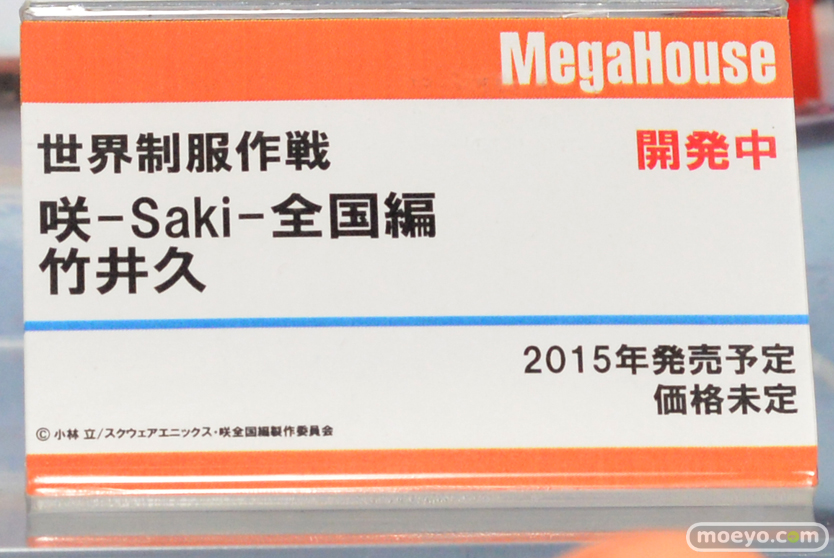 MegaHouse
世界制服作戦
開発中
咲-Saki-全国編
竹井久
2015年発売予定
価格未定
© 小林 立/スクウェアエニックス・咲全国編製作委員会
moeyo.com